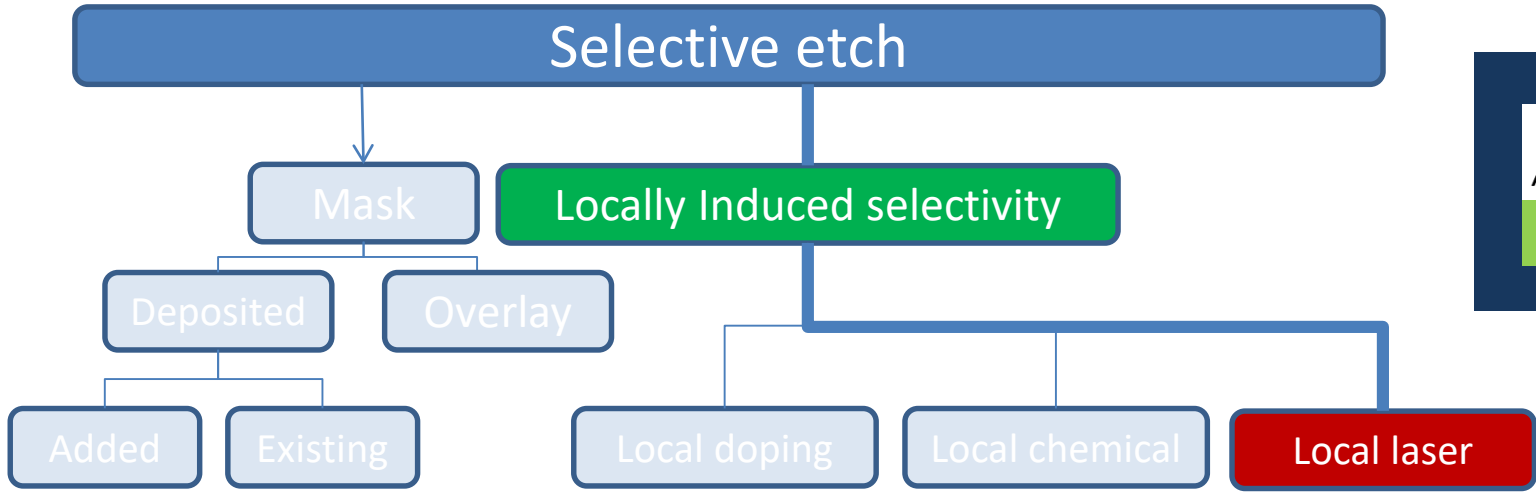 Selective etch
Mask
Locally Induced selectivity
Deposited
Overlay
Added
Existing
Local doping
Local chemical
Local laser